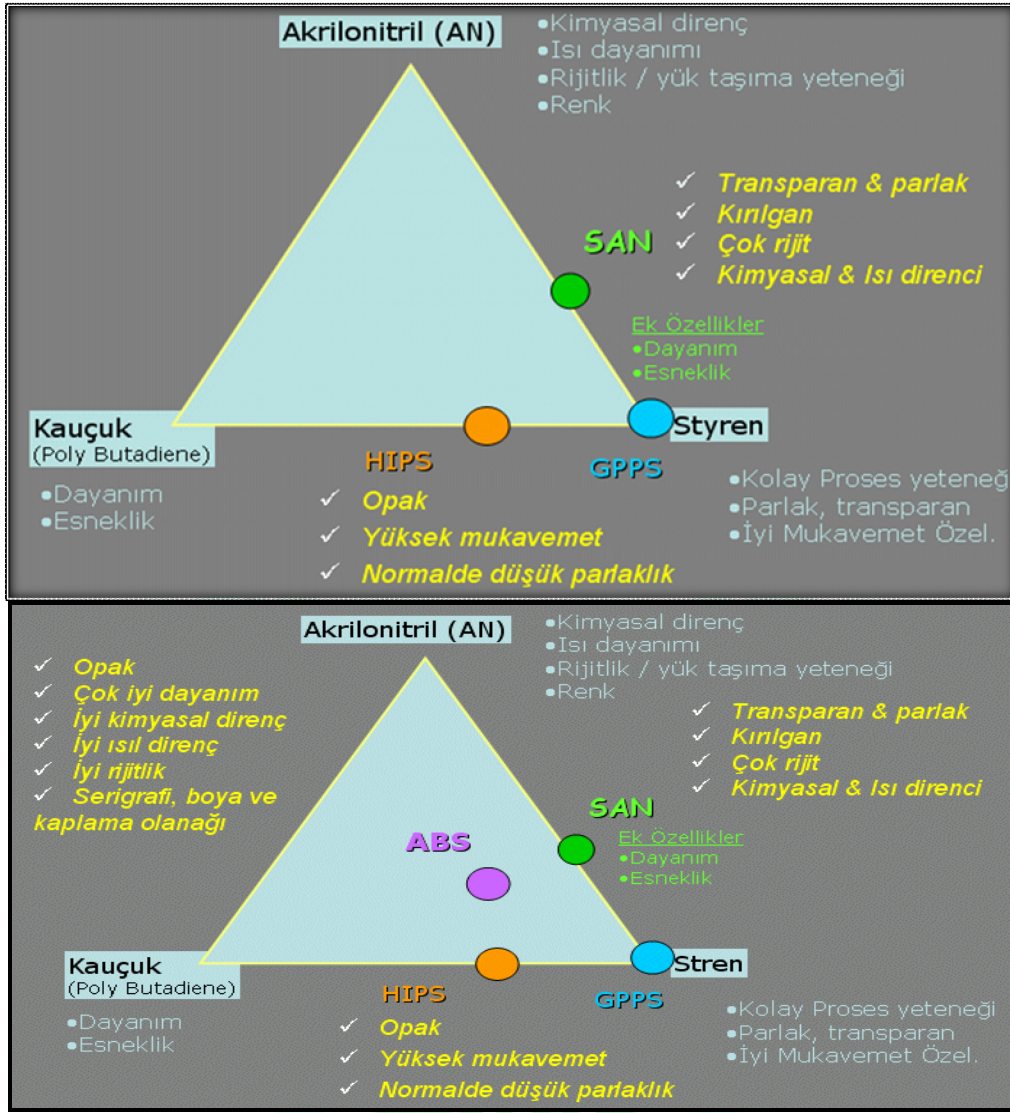 Akrilonitril (AN)
•Kimyasal direnç
•Isı dayanımı
•Rijitlik / yük taşıma yeteneği
•Renk
✓ Transparan & parlak
✓ Kırılgan
✓ Çok rijit
✓ Kimyasal & Isı direnci
SAN
Ek Özellikler
•Dayanım
•Esneklik
Kauçuk
(Poly Butadiene)
•Dayanım
•Esneklik
HIPS
✓ Opak
✓ Yüksek mukavemet
✓ Normalde düşük parlaklık
GPPS
Styren
•Kolay Proses yeteneğ
•Parlak, transparan
•İyi Mukavemet Özel.
Akrilonitril (AN)
•Kimyasal direnç
•Isı dayanımı
•Rijitlik / yük taşıma yeteneği
•Renk
✓ Opak
✓ Çok iyi dayanım
✓ İyi kimyasal direnç
✓ İyi ısıl direnç
✓ İyi rijitlik
✓ Serigrafi, boya ve
kaplama olanağı
✓ Transparan & parlak
✓ Kırılgan
✓ Çok rijit
✓ Kimyasal & Isı direnci
SAN
Ek Özellikler
•Dayanım
•Esneklik
ABS
Kauçuk
(Poly Butadiene)
•Dayanım
•Esneklik
HIPS
✓ Opak
✓ Yüksek mukavemet
✓ Normalde düşük parlaklık
GPPS
Stren
•Kolay Proses yeteneği
•Parlak, transparan
•İyi Mukavemet Özel.